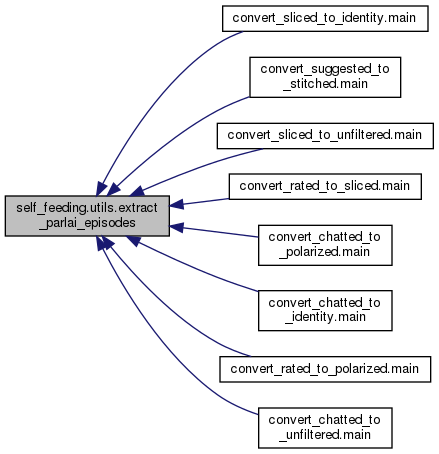 convert_sliced_to_identity.main
convert_suggested_to
_stitched.main
convert_sliced_to_unfiltered.main
convert_rated_to_sliced.main
self_feeding.utils.extract
_parlai_episodes
convert_chatted_to
_polarized.main
convert_chatted_to
_identity.main
convert_rated_to_polarized.main
convert_chatted_to
_unfiltered.main